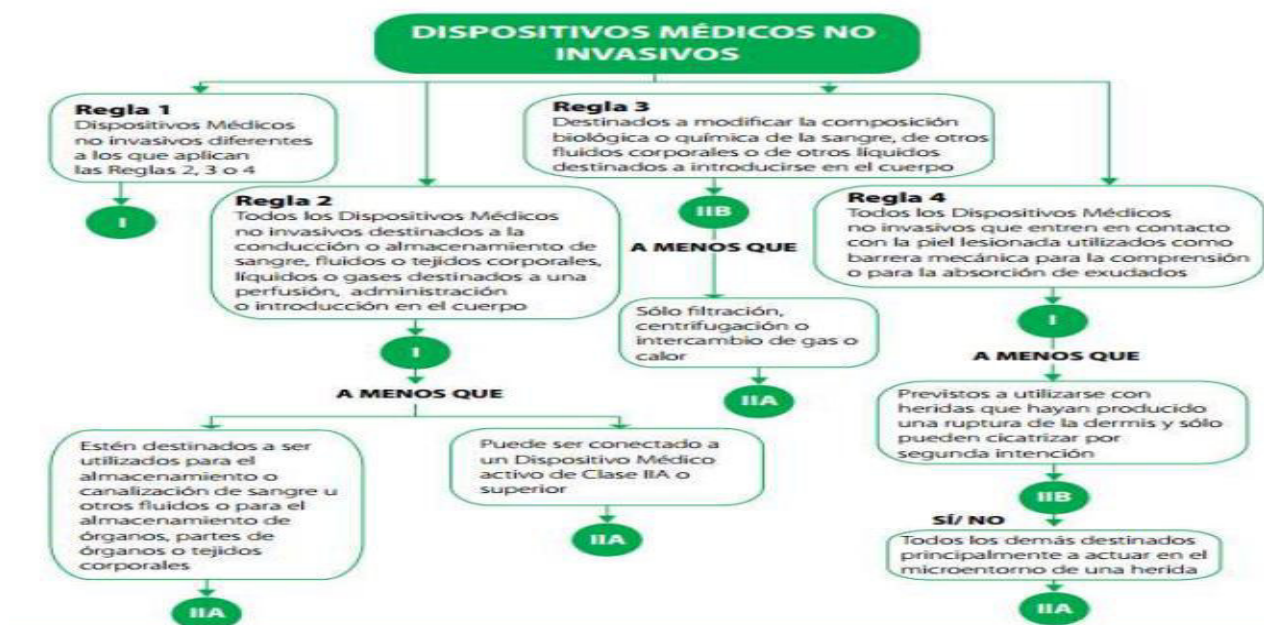 DISPOSITIVOS MÉDICOS NO
INVASIVOS
Regla 1
Dispositivos Médicos
no invasivos diferentes
a los que aplican
las Reglas 2, 3 o 4
I
Regla 2
Todos los Dispositivos Médicos
no invasivos destinados a la
conducción o almacenamiento de
sangre, fluidos o tejidos corporales,
líquidos o gases destinados a una
perfusión, administración
o introducción en el cuerpo
I
A MENOS QUE
Estén destinados a ser
utilizados para el
almacenamiento o
canalización de sangre u
otros fluidos o para el
almacenamiento de
órganos, partes de
órganos o tejidos
corporales
IIA
Puede ser conectado a
un Dispositivo Médico
activo de Clase IIA o
superior
IIA
Regla 3
Destinados a modificar la composición
biológica o química de la sangre, de otros
fluidos corporales o de otros líquidos
destinados a introducirse en el cuerpo
IIB
A MENOS QUE
Sólo filtración,
centrifugación o
intercambio de gas o
calor
IIA
Regla 4
Todos los Dispositivos Médicos
no invasivos que entren en contacto
con la piel lesionada utilizados como
barrera mecánica para la comprensión
o para la absorción de exudados
I
A MENOS QUE
Previstos a utilizarse con
heridas que hayan producido
una ruptura de la dermis y sólo
pueden cicatrizar por
segunda intención
IIB
SÍ/ NO
Todos los demás destinados
principalmente a actuar en el
microentorno de una herida
IIA